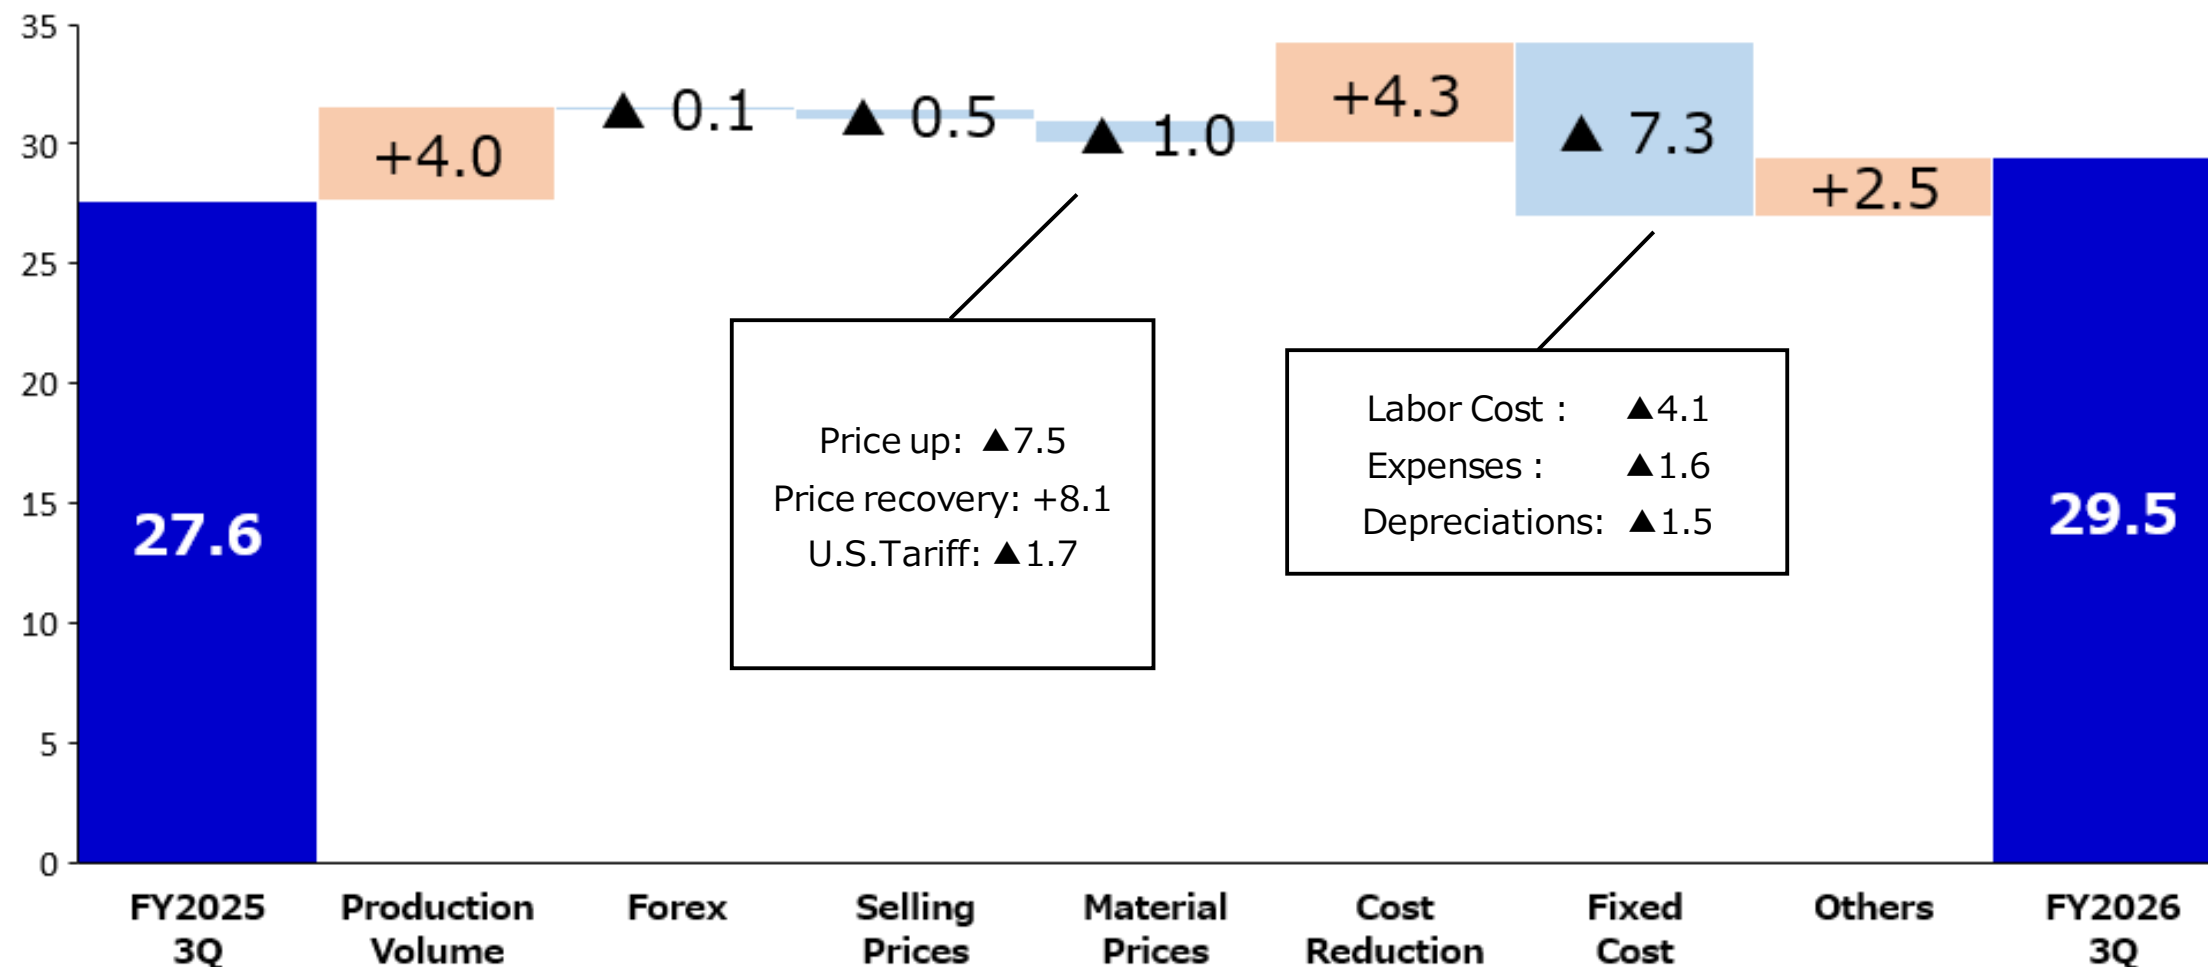 35
30
25
20
15
10
5
0
27.6
+4.0
▲ 0.1
▲ 0.5
▲ 1.0
+4.3
▲ 7.3
+2.5
29.5
Price up: ▲7.5
Price recovery: +8.1
U.S.Tariff: ▲1.7
Labor Cost : ▲4.1
Expenses : ▲1.6
Depreciations: ▲1.5
FY2025
3Q
Production
Volume
Forex
Selling
Prices
Material
Prices
Cost
Reduction
Fixed
Cost
Others
FY2026
3Q